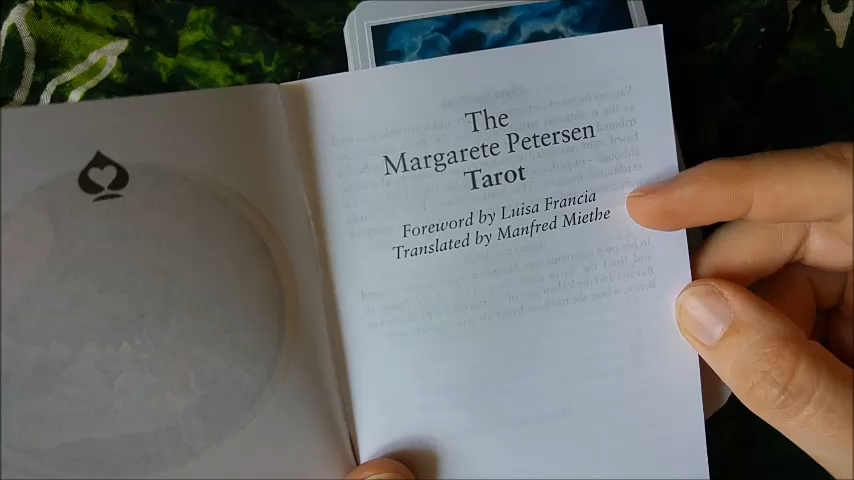 The
Margarete Petersen
Tarot
Foreword by Luisa Francia
Translated by Manfred Miethe